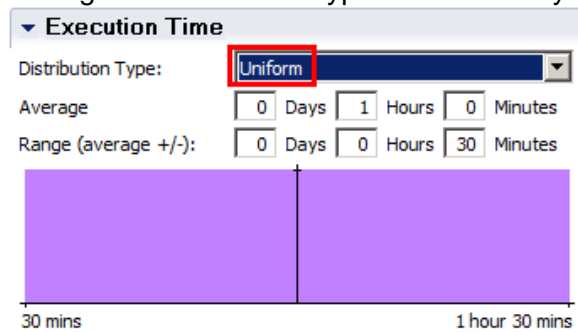 Execution Time
Distribution Type: Uniform
Average 0 Days 1 Hours 0 Minutes
Range (average +/-): 0 Days 0 Hours 30 Minutes
30 mins 1 hour 30 mins